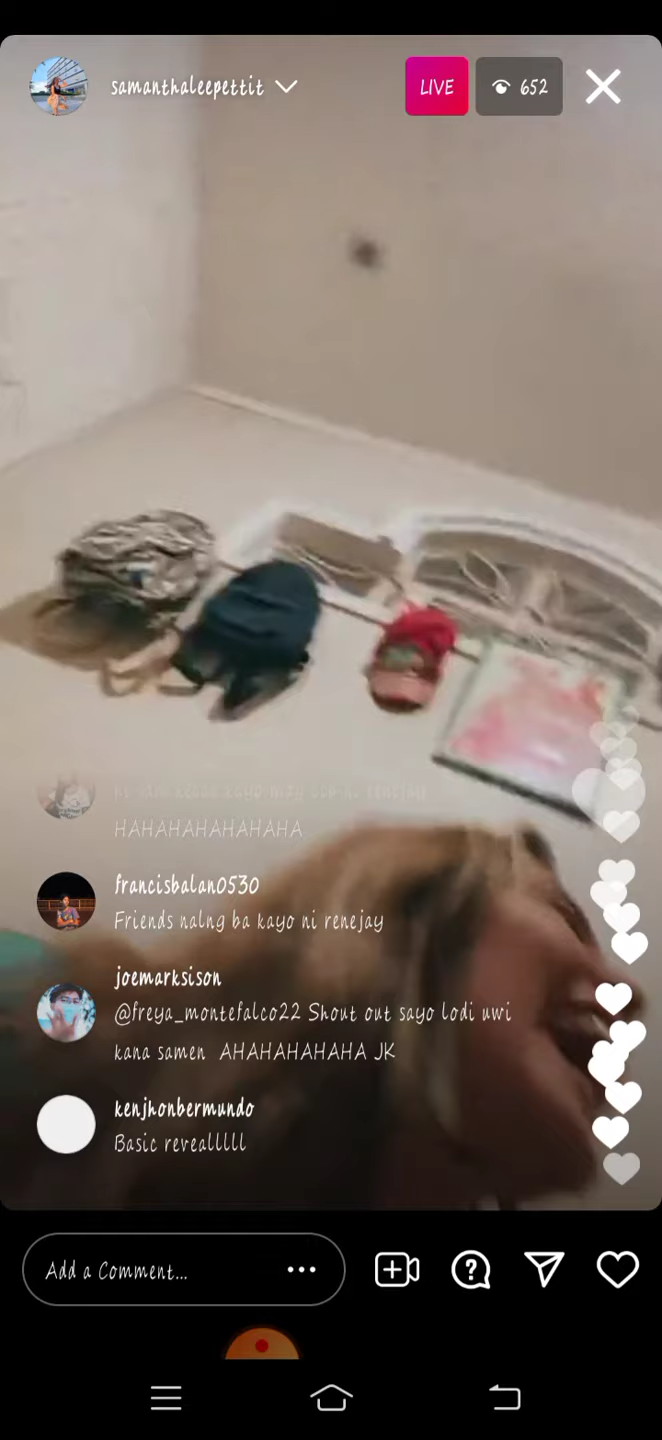 samanthaleepettit
LIVE
652
HAHAHAHAHAHAHA
francisbalan0530
Friends nalng ba kayo ni renejay
joemarksison
@freya_montefalco22 Shout out sayo lodi uwi
kana samen AHAHAHAHAHA JK
kenjhonbermundo
Basic reveallllll
Add a Comment...